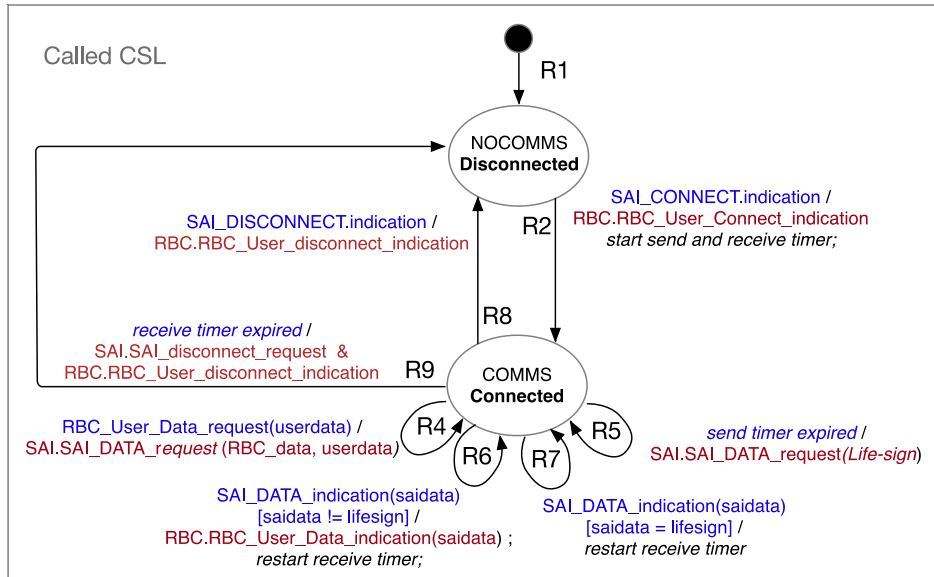 Called CSL
R1
NOCOMMS
Disconnected
SAI_CONNECT.indication /
RBC.RBC_User_Connect_indication
start send and receive timer;
SAI_DISCONNECT.indication /
RBC.RBC_User_disconnect_indication
R2
R8
receive timer expired /
SAI.SAI_disconnect_request &
RBC.RBC_User_disconnect_indication
R9
COMMS
Connected
RBC_User_Data_request(userdata) /
SAI.SAI_DATA_request (RBC_data, userdata)
R4
R6
R7
R5
send timer expired /
SAI.SAI_DATA_request(Life-sign)
SAI_DATA_indication(saidata)
[saidata != lifesign] /
RBC.RBC_User_Data_indication(saidata) ;
restart receive timer;
SAI_DATA_indication(saidata)
[saidata = lifesign] /
restart receive timer